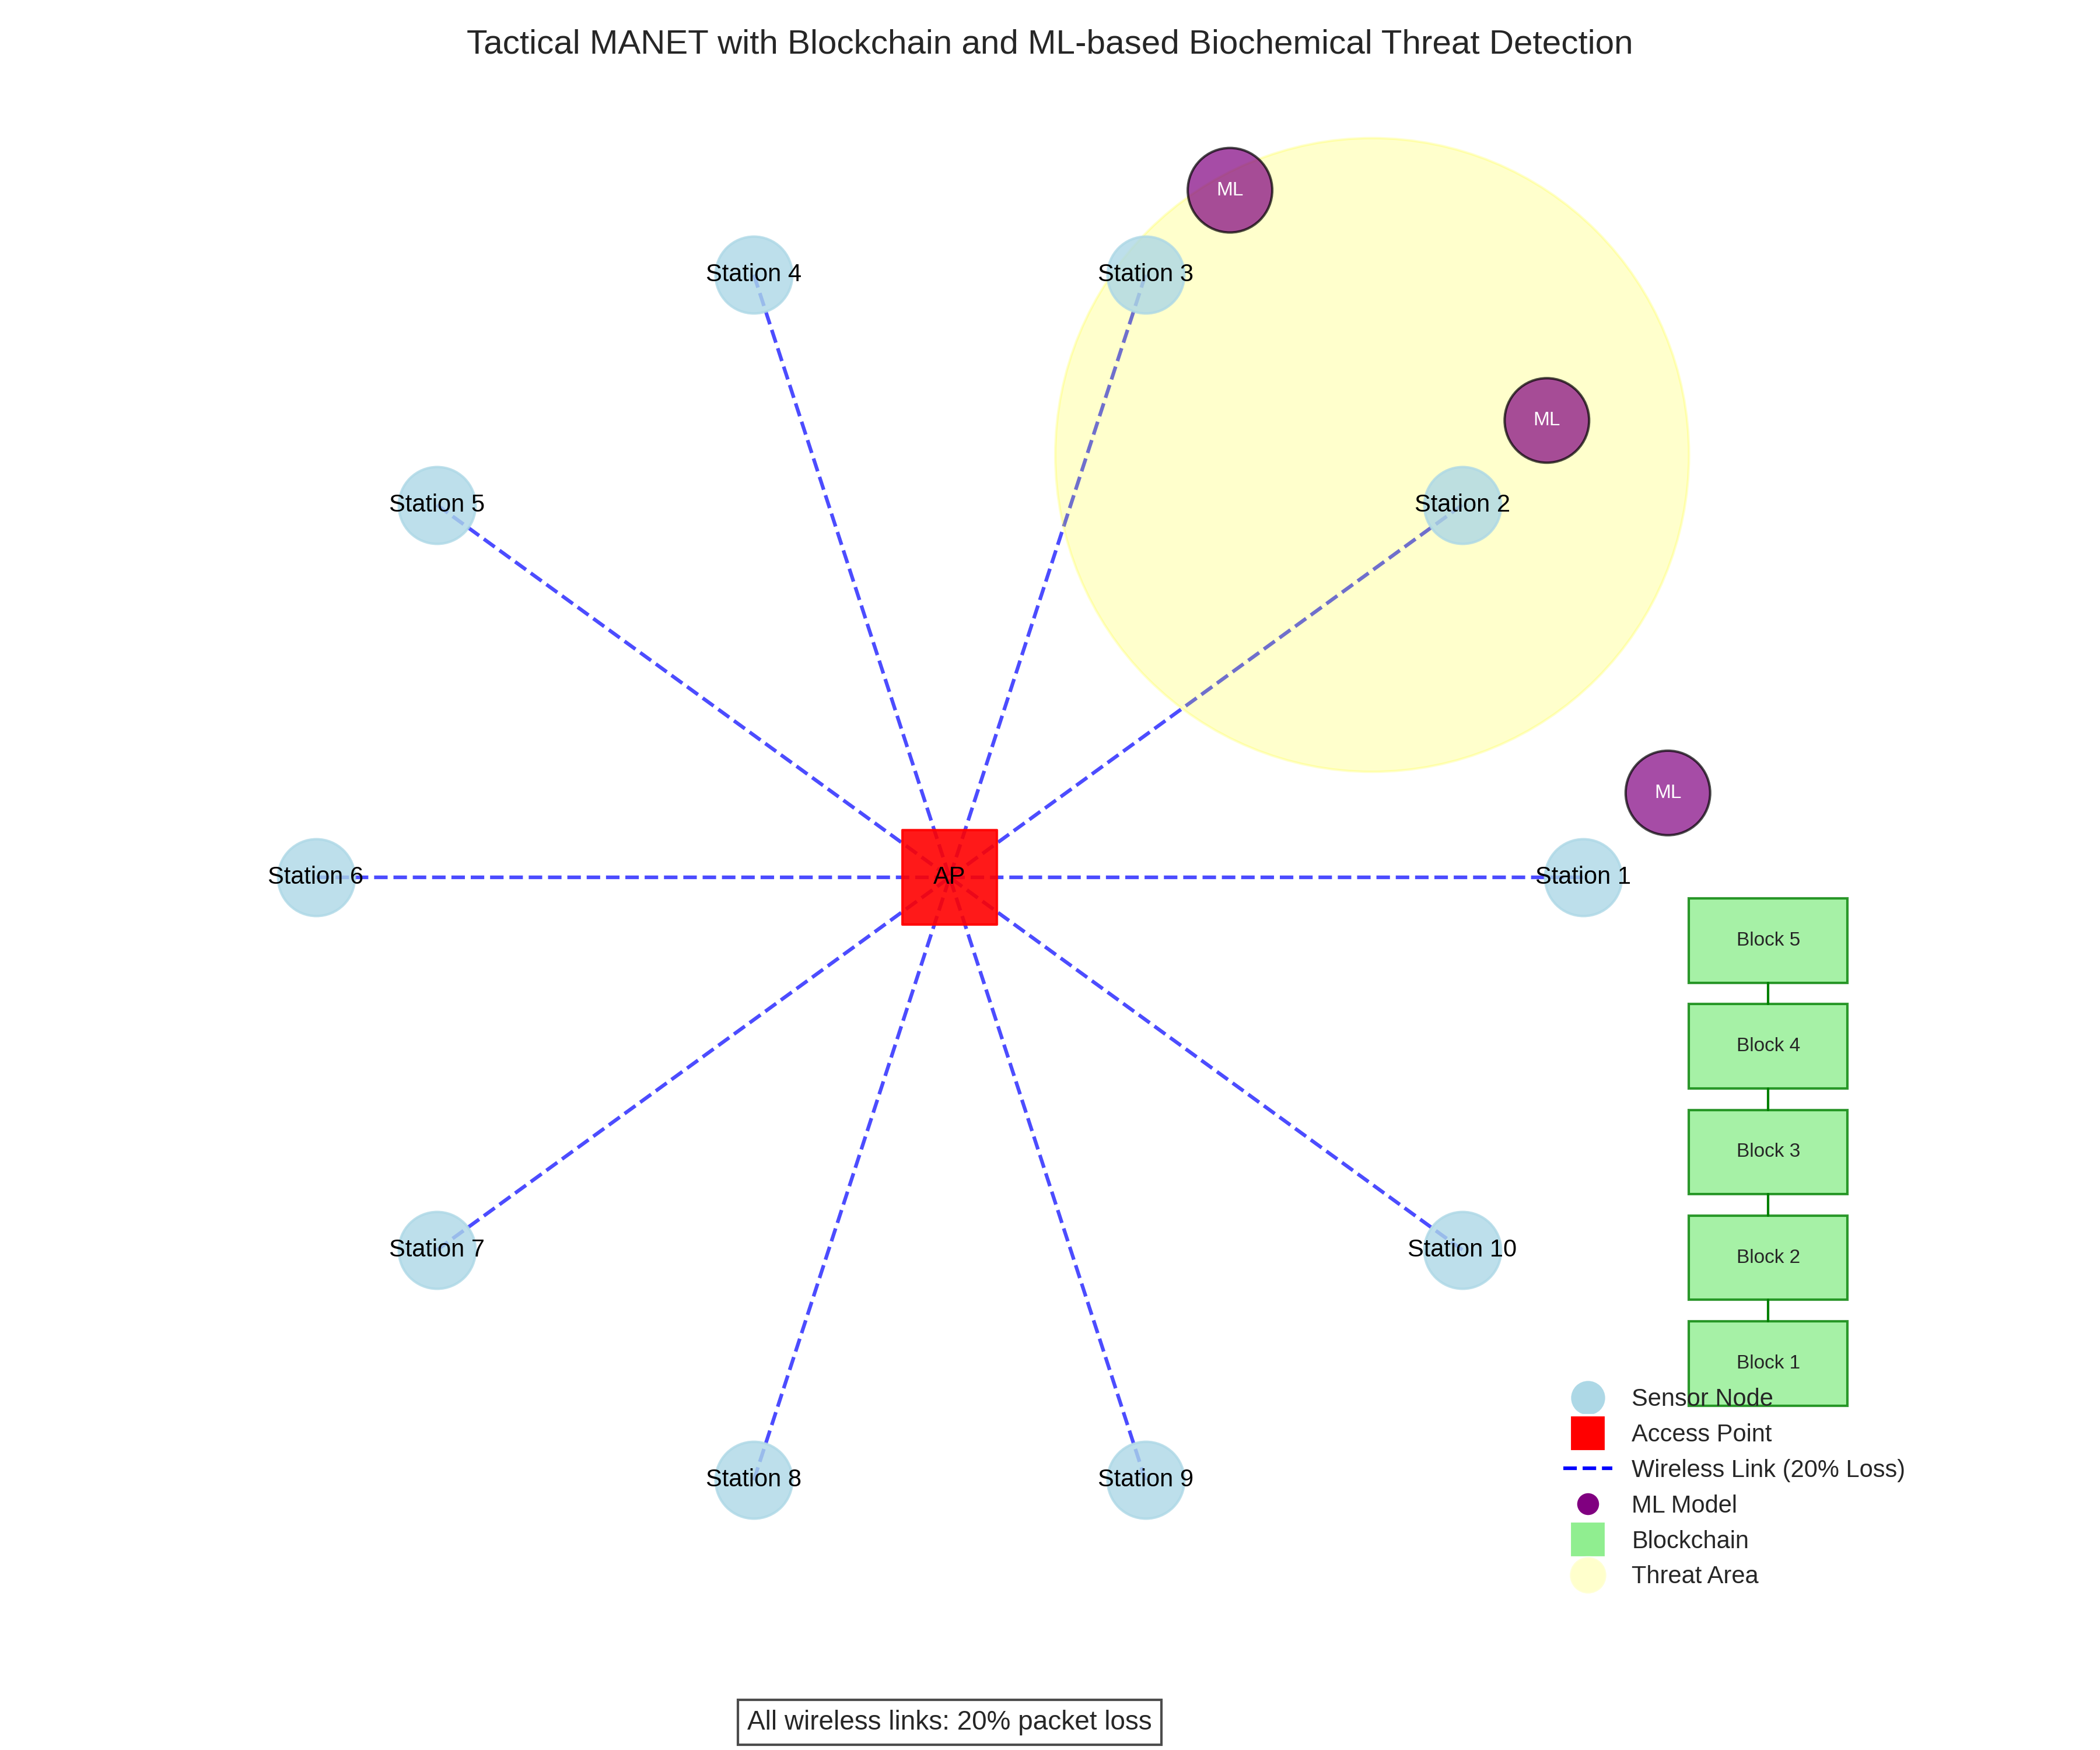 Tactical MANET with Blockchain and ML-based Biochemical Threat Detection
ML
Station 4
Station 3
ML
Station 5
Station 2
ML
Station 6
AP
Station 1
Block 5
Block 4
Block 3
Station 7
Station 10
Block 2
Block 1
Station 8
Station 9
Sensor Node
Access Point
Wireless Link (20% Loss)
ML Model
Blockchain
Threat Area
All wireless links: 20% packet loss